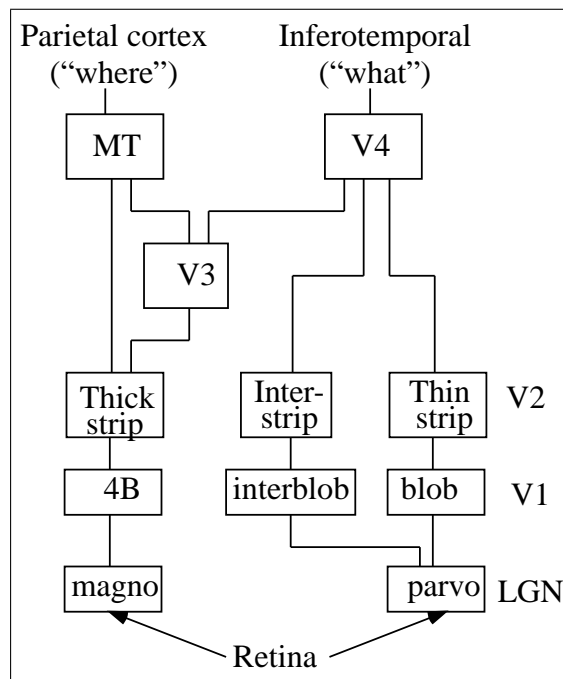 Parietal cortex
(“where”)
Inferotemporal
(“what”)
MT
V4
V3
Thick
strip
Inter-
strip
Thin
strip
V2
4B
interblob
blob
V1
magno
parvo
LGN
Retina